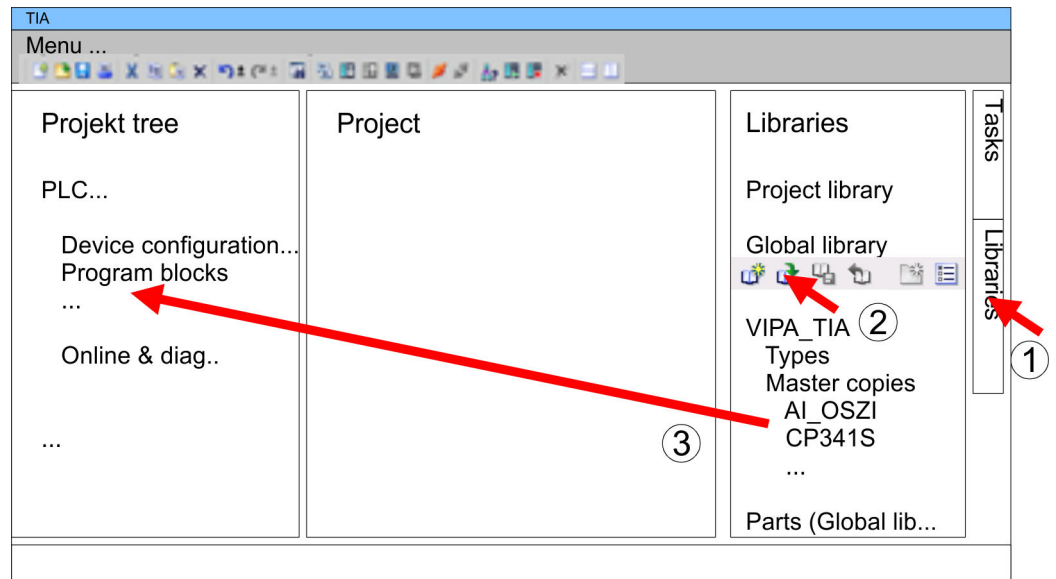 TIA
Menu ...
Projekt tree
PLC...
Device configuration...
Program blocks
...
Online & diag..
...
Project
③
Libraries
Project library
Global library
②
VIPA_TIA
Types
Master copies
AI_OSZI
CP341S
...
Parts (Global lib...
Tasks
Libraries
①